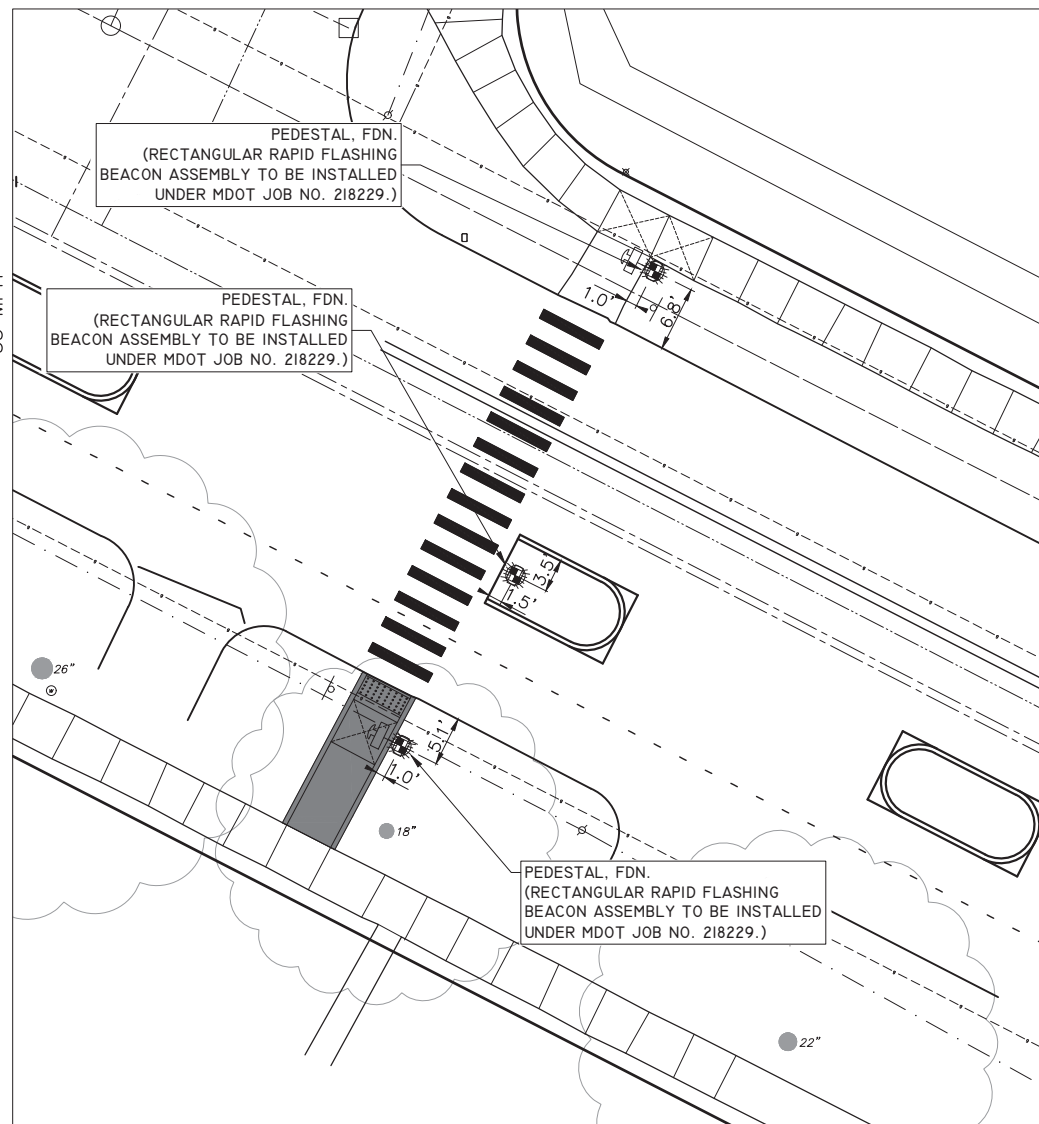 PEDESTAL, FDN.
(RECTANGULAR RAPID FLASHING
BEACON ASSEMBLY TO BE INSTALLED
UNDER MDOT JOB NO. 218229.)
1.0'
6.8'
PEDESTAL, FDN.
(RECTANGULAR RAPID FLASHING
BEACON ASSEMBLY TO BE INSTALLED
UNDER MDOT JOB NO. 218229.)
3.5'
1.5'
26"
5.1'
1.0'
18"
PEDESTAL, FDN.
(RECTANGULAR RAPID FLASHING
BEACON ASSEMBLY TO BE INSTALLED
UNDER MDOT JOB NO. 218229.)
22"